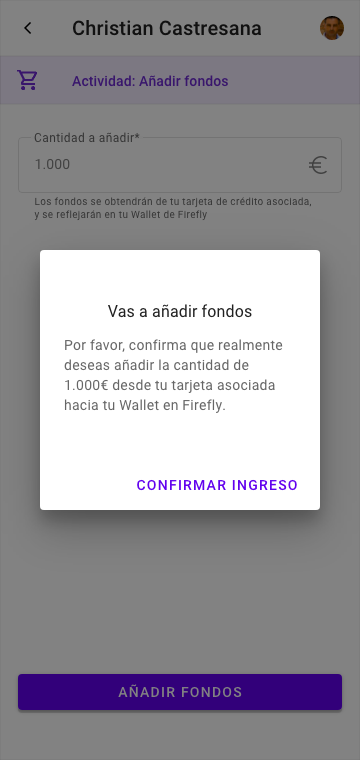 Christian Castresana
Actividad: Añadir fondos
Cantidad a añadir*
1.000 €
Los fondos se obtendrán de tu tarjeta de crédito asociada,
y se reflejarán en tu Wallet de Firefly
Vas a añadir fondos
Por favor, confirma que realmente
deseas añadir la cantidad de
1.000€ desde tu tarjeta asociada
hacia tu Wallet en Firefly.
CONFIRMAR INGRESO
AÑADIR FONDOS